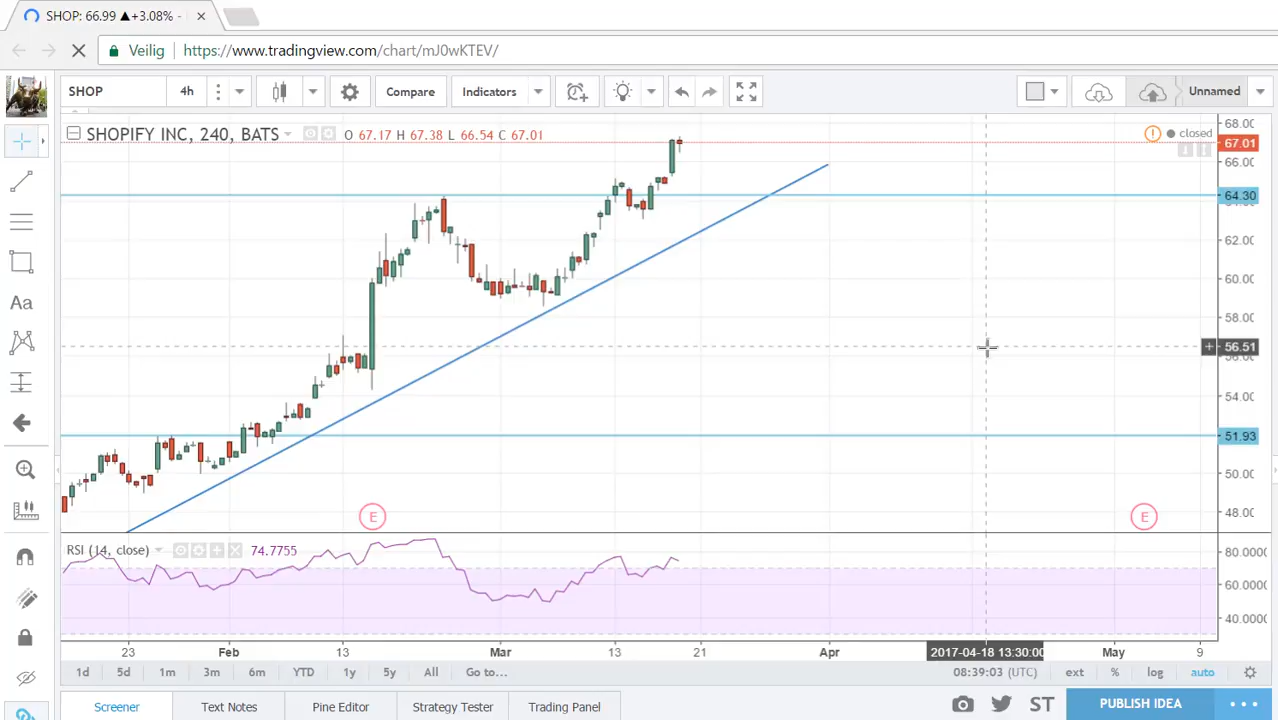 SHOP: 66.99 ▲+3.08% -
Veilig
https://www.tradingview.com/chart/mJ0wKTEV/
SHOP 4h Compare Indicators Unnamed
SHOPIFY INC, 240, BATS O 67.17 H 67.38 L 66.54 C 67.01
closed
68.00
67.01
66.00
64.30
62.00
60.00
58.00
56.51
56.00
54.00
51.93
50.00
48.00
E E
RSI (14, close) 74.7755
80.0000
60.0000
40.0000
23 Feb 13 Mar 13 21 Apr 2017-04-18 13:30:00 May 9
1d 5d 1m 3m 6m YTD 1y 5y All Go to... 08:39:03 (UTC) ext % log auto
Aa
Screener Text Notes Pine Editor Strategy Tester Trading Panel ST PUBLISH IDEA